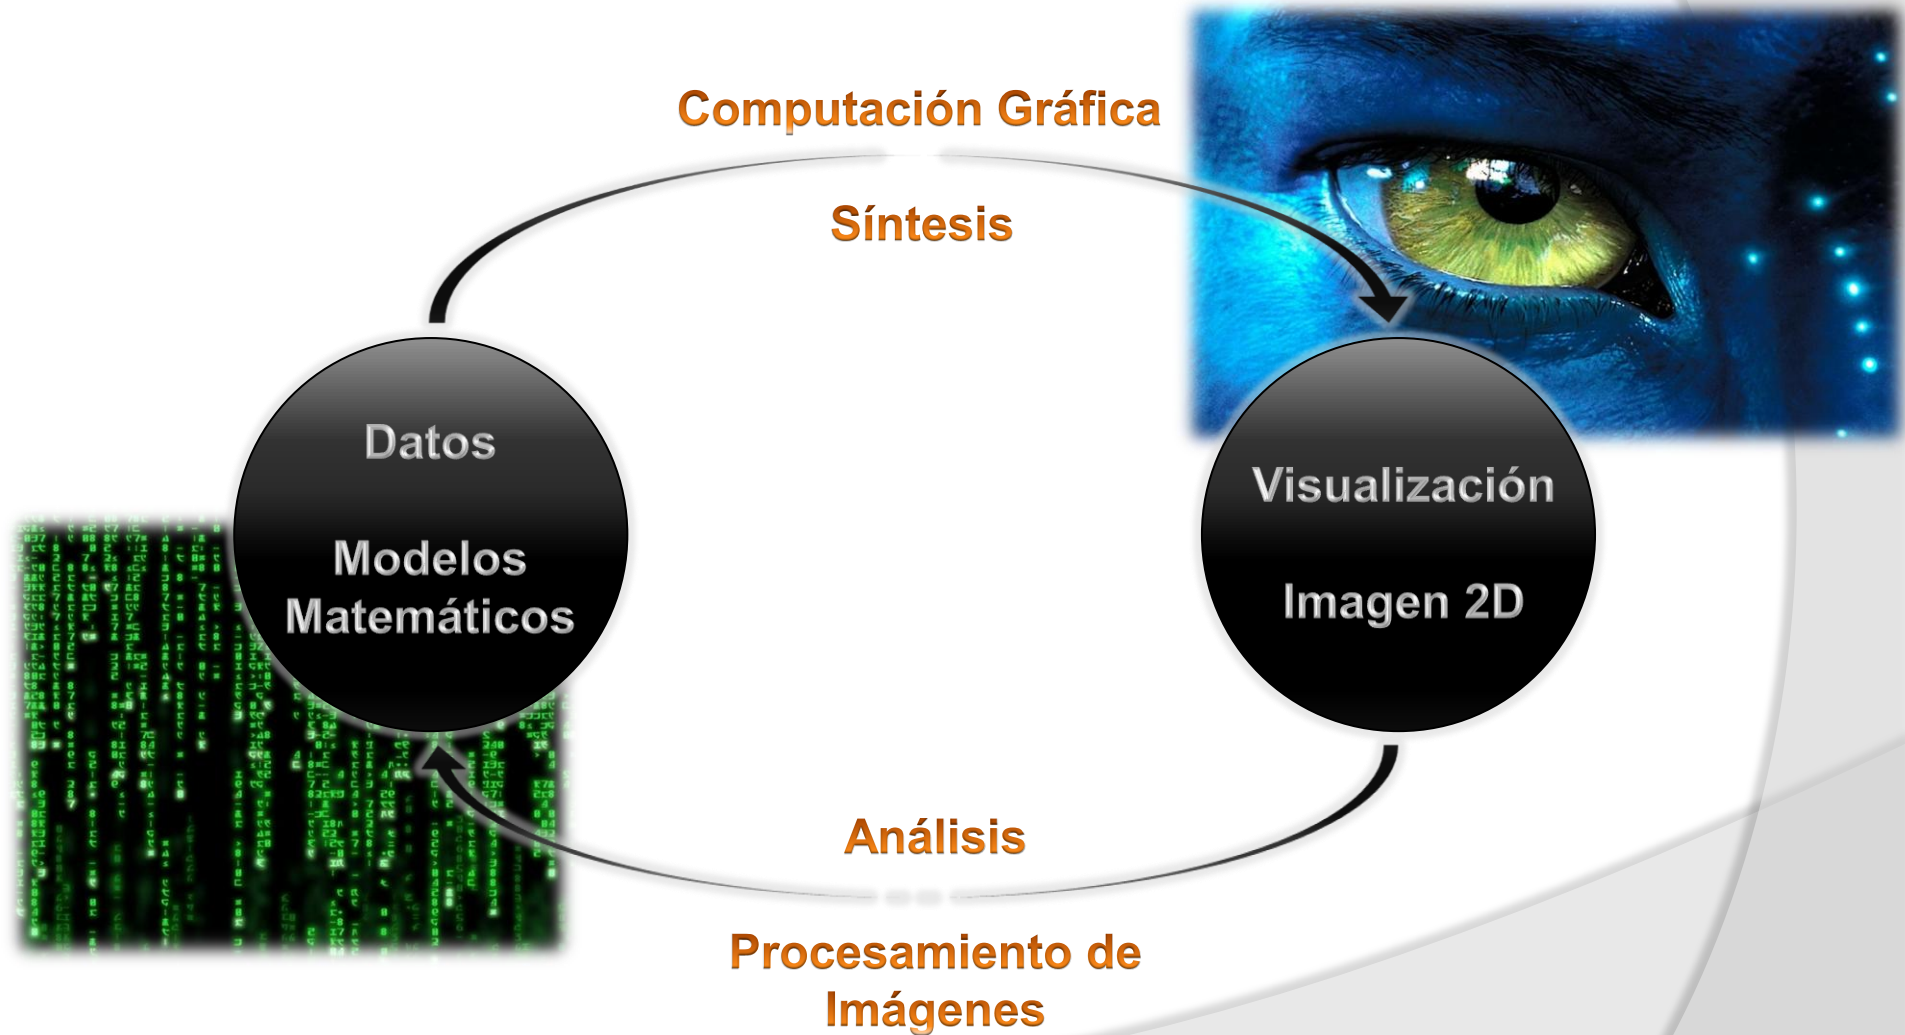 Computación Gráfica
Síntesis
Datos
Modelos
Matemáticos
Visualización
Imagen 2D
Análisis
Procesamiento de
Imágenes